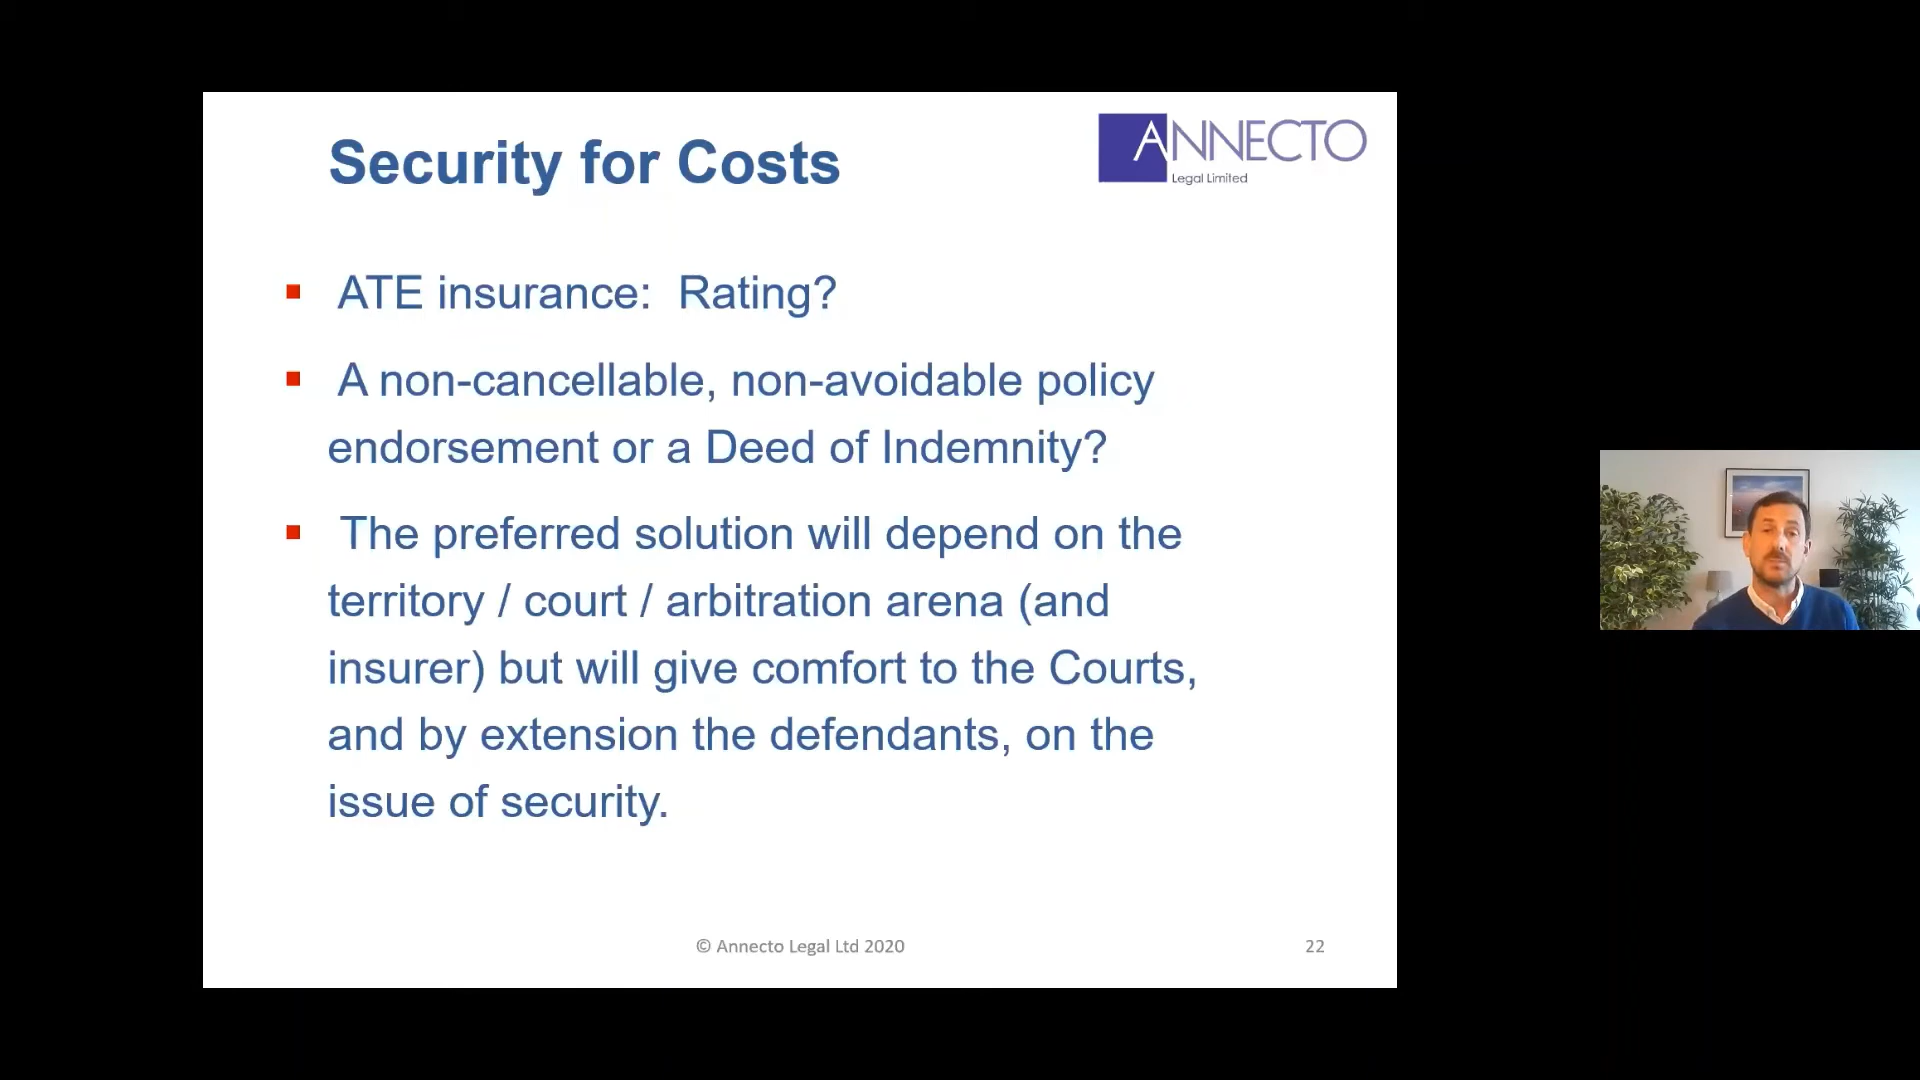 Security for Costs
ANNECTO
Legal Limited
▪ ATE insurance: Rating?
▪ A non-cancellable, non-avoidable policy
endorsement or a Deed of Indemnity?
▪ The preferred solution will depend on the
territory / court / arbitration arena (and
insurer) but will give comfort to the Courts,
and by extension the defendants, on the
issue of security.
© Annecto Legal Ltd 2020
22